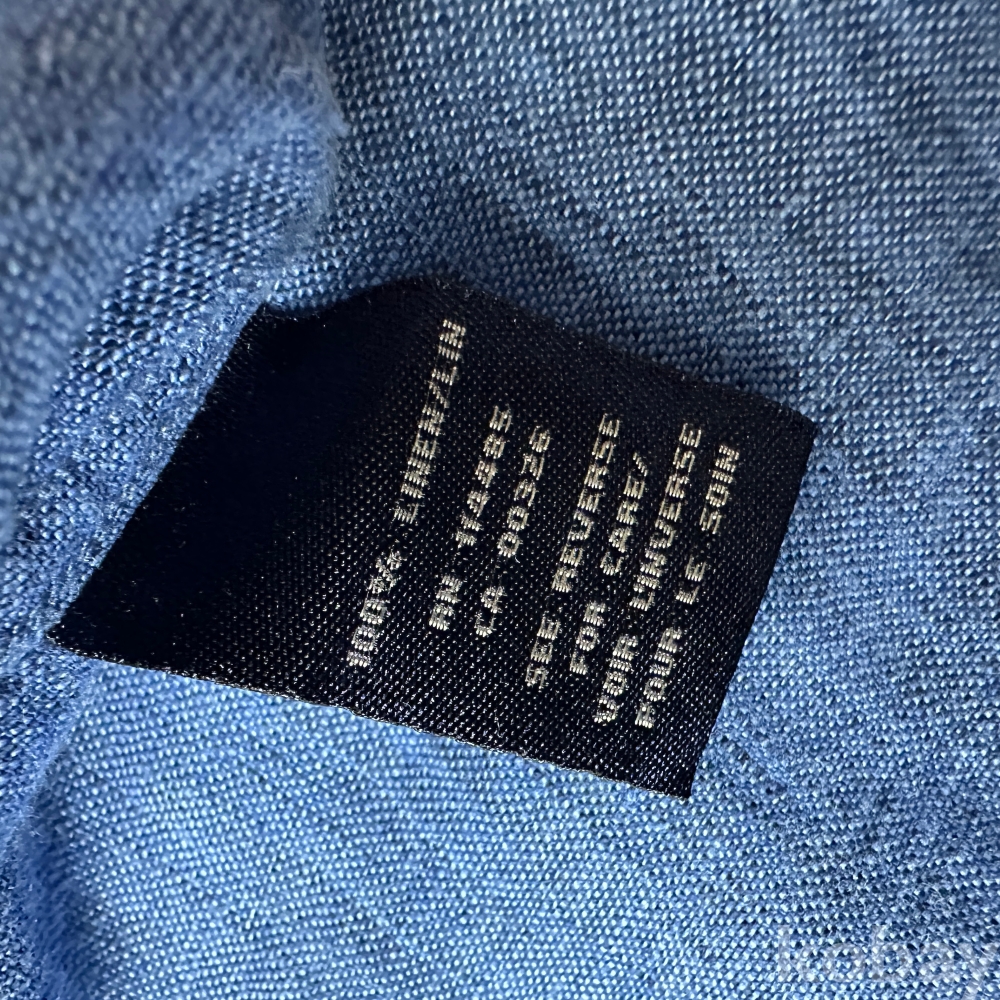 100% LINEN/LIN
RN 114885
CA 00326
SEE REVERSE
FOR CARE/
VOIR L'INVERSE
POUR LE SOIN